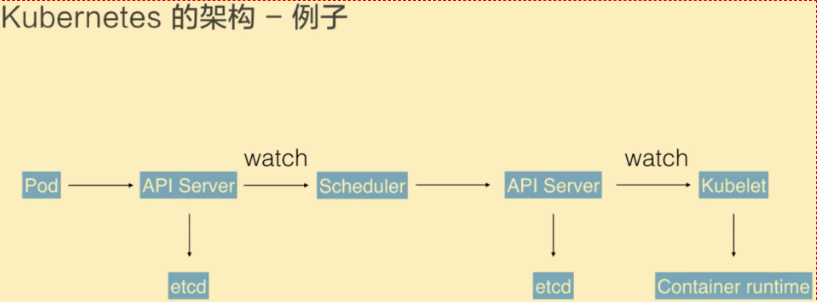 Kubernetes 的架构 – 例子
watch
watch
Pod
API Server
Scheduler
API Server
Kubelet
etcd
etcd
Container runtime